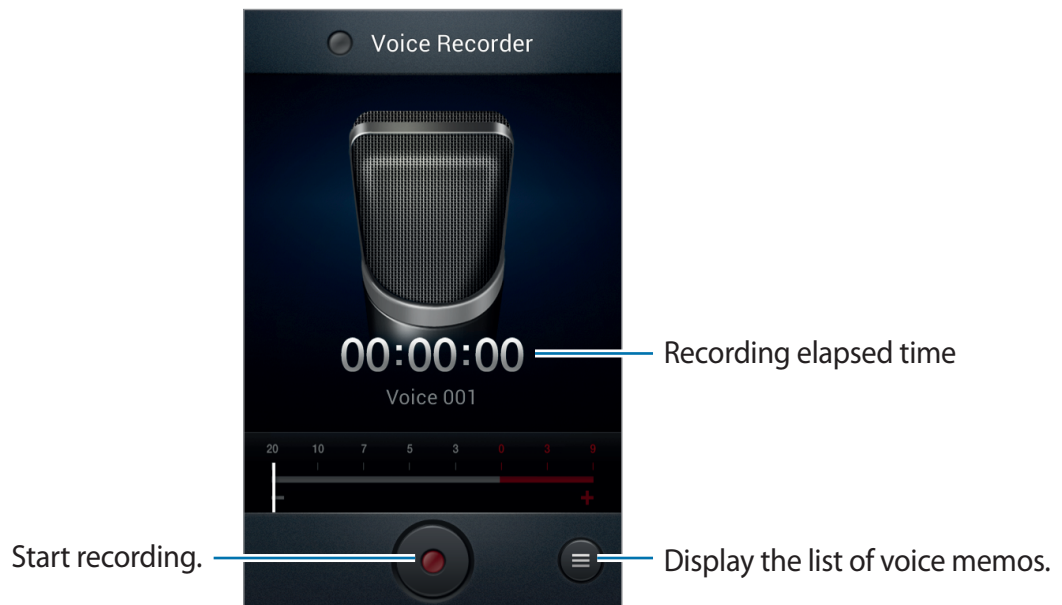 Voice Recorder
00:00:00
Recording elapsed time
Voice 001
20 10 7 5 3 0 3 9
- +
Start recording.
Display the list of voice memos.